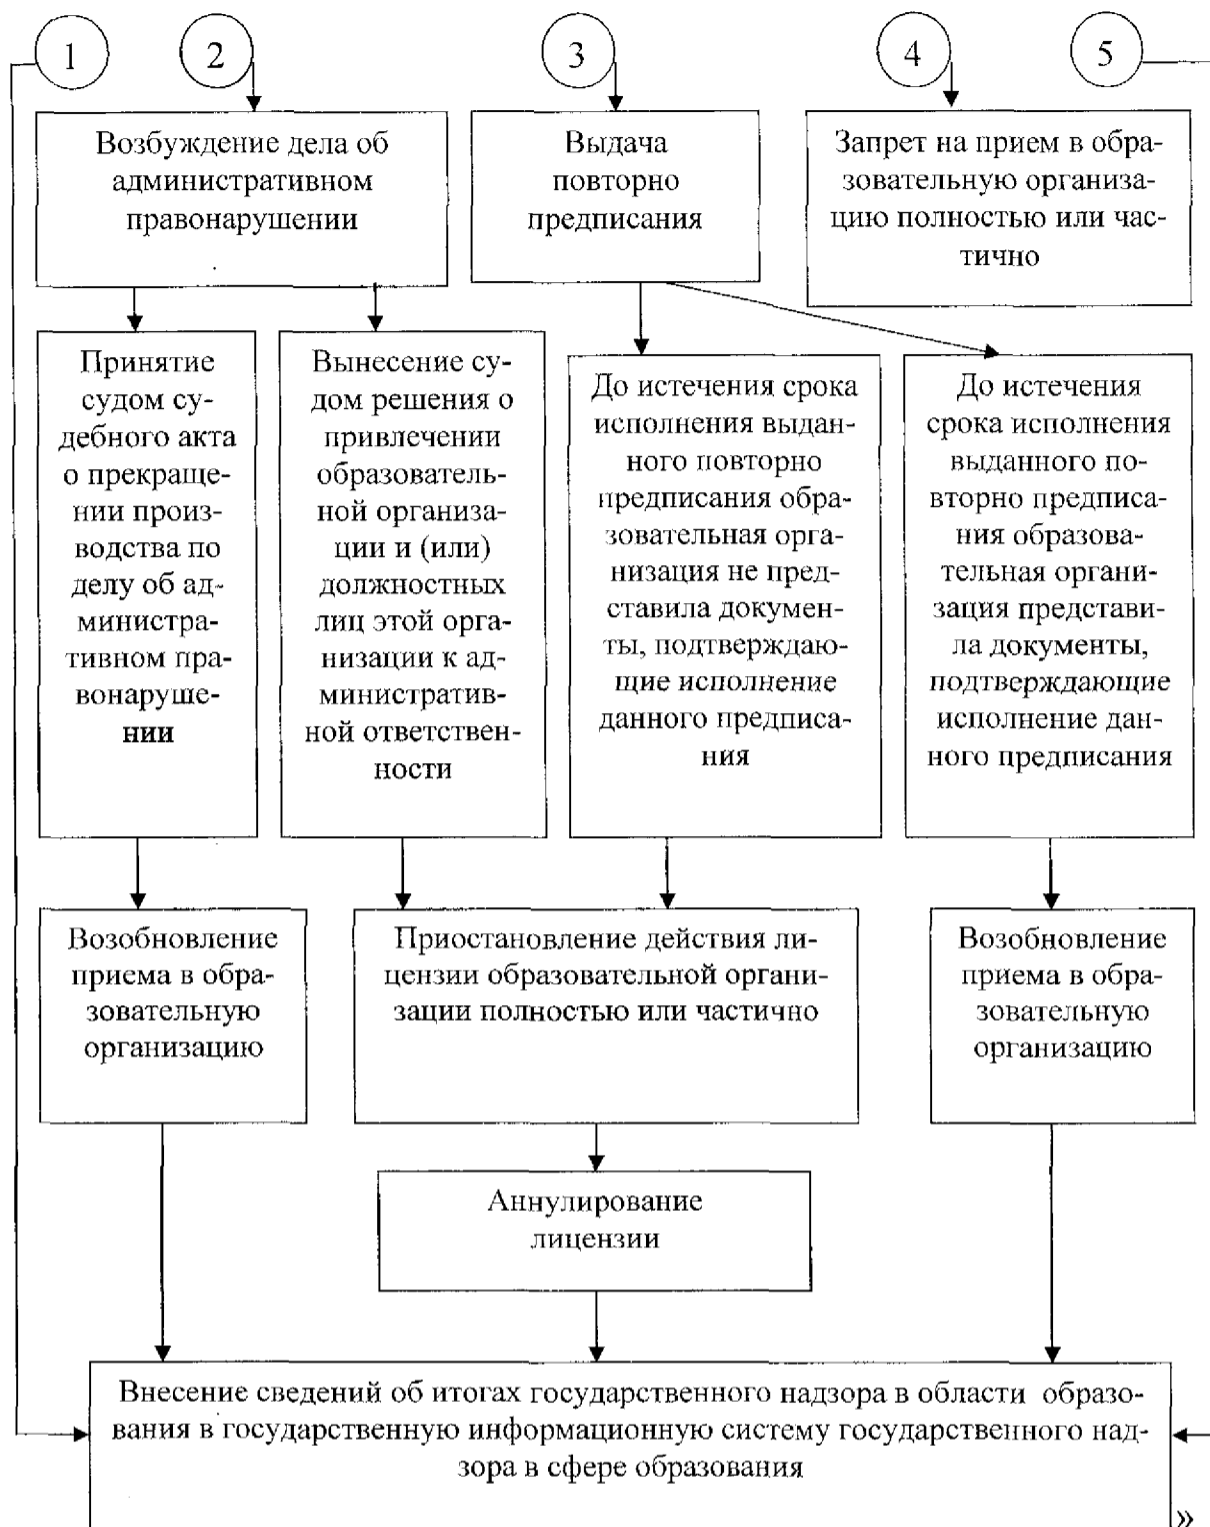 1
2
3
4
5
Возбуждение дела об
административном
правонарушении
Выдача
повторно
предписания
Запрет на прием в обра-
зовательную организа-
цию полностью или час-
тично
Принятие
судом су-
дебного акта
о прекраще-
нии произ-
водства по
делу об ад-
министра-
тивном пра-
вонаруше-
нии
Вынесение су-
дом решения о
привлечении
образователь-
ной организа-
ции и (или)
должностных
лиц этой орга-
низации к ад-
министратив-
ной ответствен-
ности
До истечения срока
исполнения выдан-
ного повторно
предписания обра-
зовательная орга-
низация не пред-
ставила докумен-
ты, подтверждаю-
щие исполнение
данного предписа-
ния
До истечения
срока исполнения
выданного по-
вторно предписа-
ния образова-
тельная органи-
зация представи-
ла документы,
подтверждающие
исполнение дан-
ного предписания
Возобновление
приема в обра-
зовательную
организацию
Приостановление действия ли-
цензии образовательной органи-
зации полностью или частично
Возобновление
приема в обра-
зовательную
организацию
Аннулирование
лицензии
Внесение сведений об итогах государственного надзора в области образо-
вания в государственную информационную систему государственного над-
зора в сфере образования
»